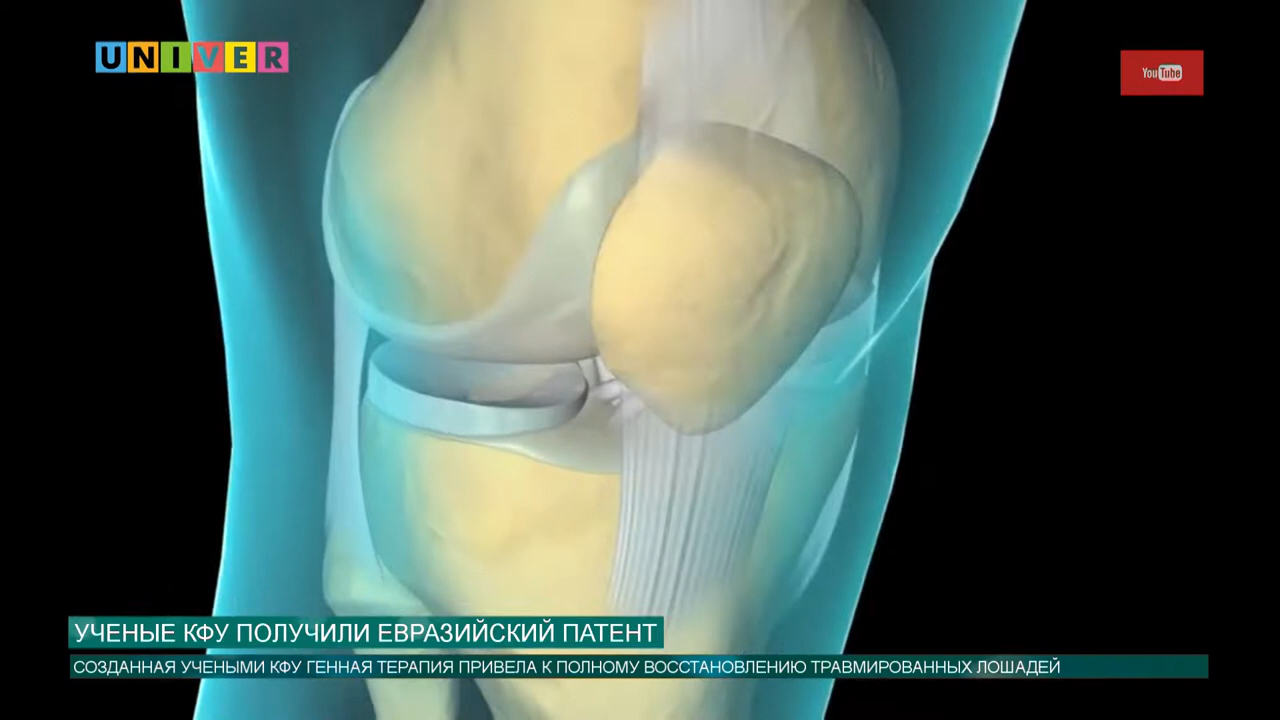 UNIVER
YouTube
УЧЕНЫЕ КФУ ПОЛУЧИЛИ ЕВРАЗИЙСКИЙ ПАТЕНТ
СОЗДАННАЯ УЧЕНЫМИ КФУ ГЕННАЯ ТЕРАПИЯ ПРИВЕЛА К ПОЛНОМУ ВОССТАНОВЛЕНИЮ ТРАВМИРОВАННЫХ ЛОШАДЕЙ